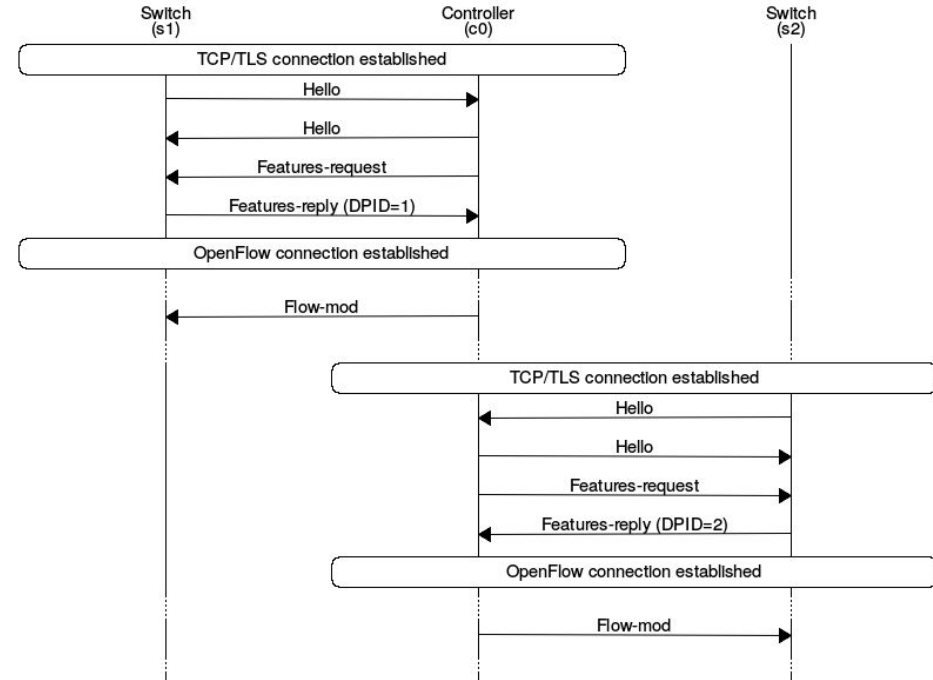 Switch Controller Switch
(s1) (c0) (s2)
TCP/TLS connection established
Hello
Hello
Features-request
Features-reply (DPID=1)
OpenFlow connection established
Flow-mod
TCP/TLS connection established
Hello
Hello
Features-request
Features-reply (DPID=2)
OpenFlow connection established
Flow-mod